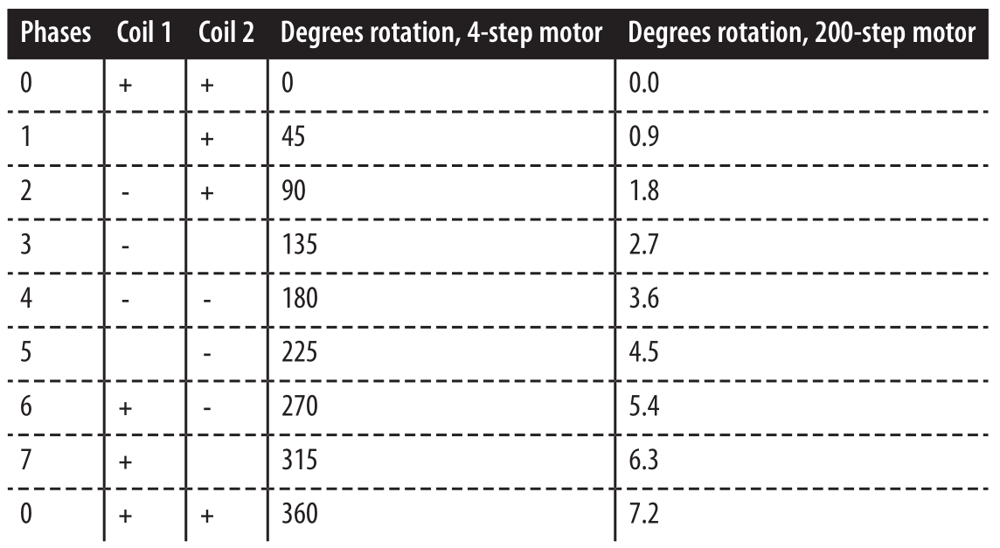 Phases Coil 1 Coil 2 Degrees rotation, 4-step motor Degrees rotation, 200-step motor
0 + + 0 0.0
1 + 45 0.9
2 - + 90 1.8
3 - 135 2.7
4 - - 180 3.6
5 - 225 4.5
6 + - 270 5.4
7 + 315 6.3
0 + + 360 7.2